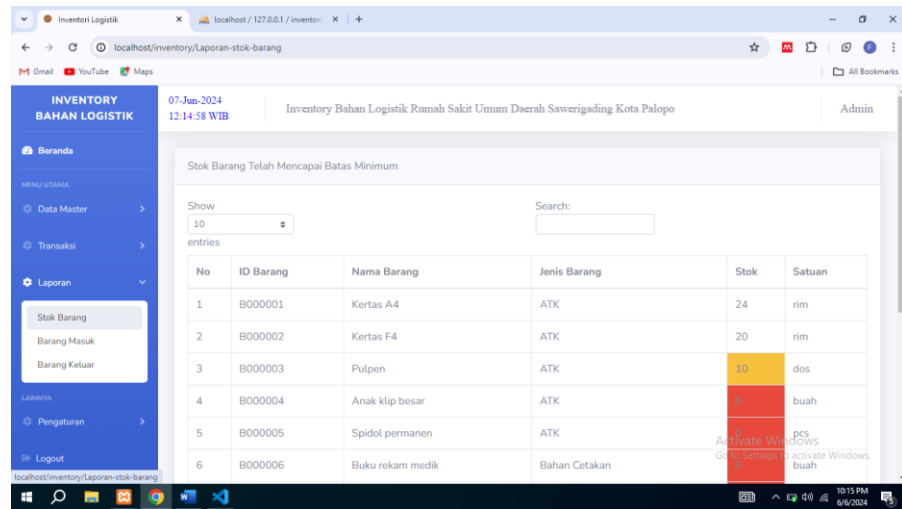 Inventori Logistik
localhost / 127.0.0.1 / inventori
localhost/inventory/Laporan-stok-barang
Gmail YouTube Maps All Bookmarks
INVENTORY
BAHAN LOGISTIK
07-Jun-2024
12:14:58 WIB
Inventory Bahan Logistik Rumah Sakit Umum Daerah Sawerigading Kota Palopo
Admin
Beranda
MENU UTAMA
Data Master
Transaksi
Laporan
Stok Barang
Barang Masuk
Barang Keluar
LAINNYA
Pengaturan
Logout
Stok Barang Telah Mencapai Batas Minimum
Show
10
entries
Search:
No ID Barang Nama Barang Jenis Barang Stok Satuan
1 B000001 Kertas A4 ATK 24 rim
2 B000002 Kertas F4 ATK 20 rim
3 B000003 Pulpen ATK 10 dos
4 B000004 Anak klip besar ATK 0 buah
5 B000005 Spidol permanen ATK 0 pcs
6 B000006 Buku rekam medik Bahan Cetakan 0 buah
Activate Windows
Go to Settings to activate Windows.
localhost/inventory/Laporan-stok-barang
10:15 PM
6/6/2024